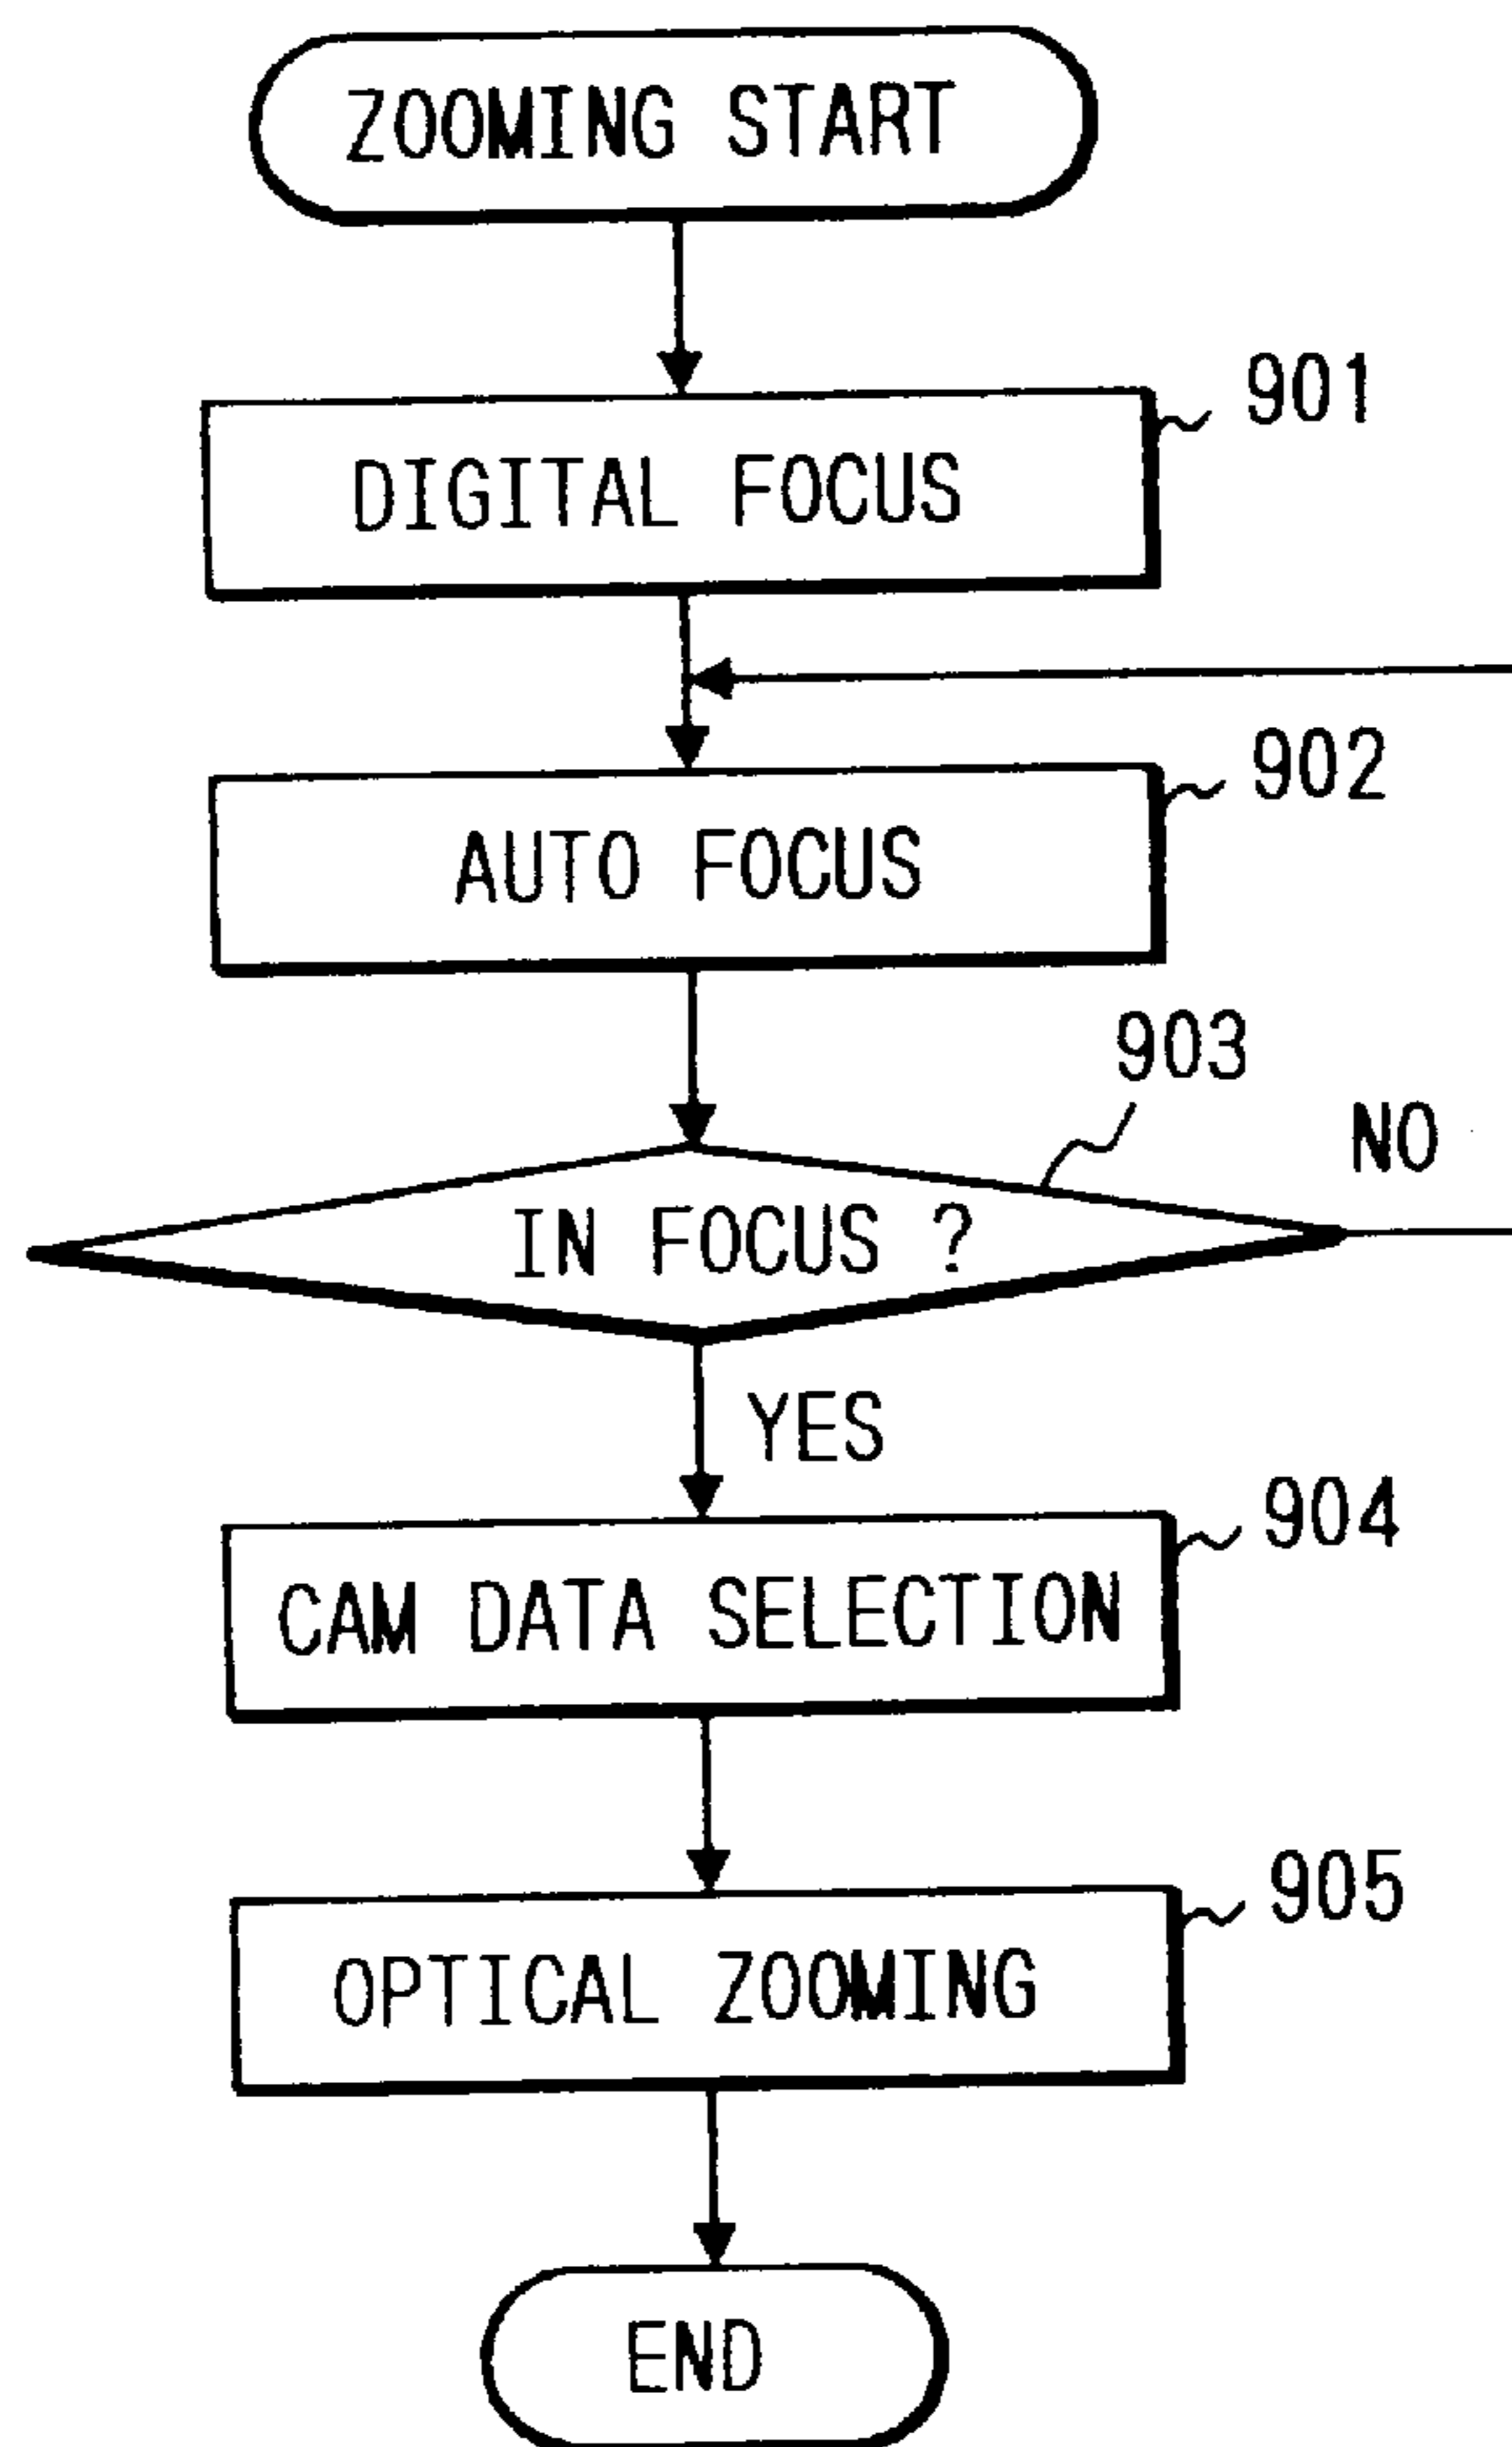 ZOOMING START
901
DIGITAL FOCUS
902
AUTO FOCUS
903
NO
IN FOCUS ?
YES
904
CAM DATA SELECTION
905
OPTICAL ZOOMING
END